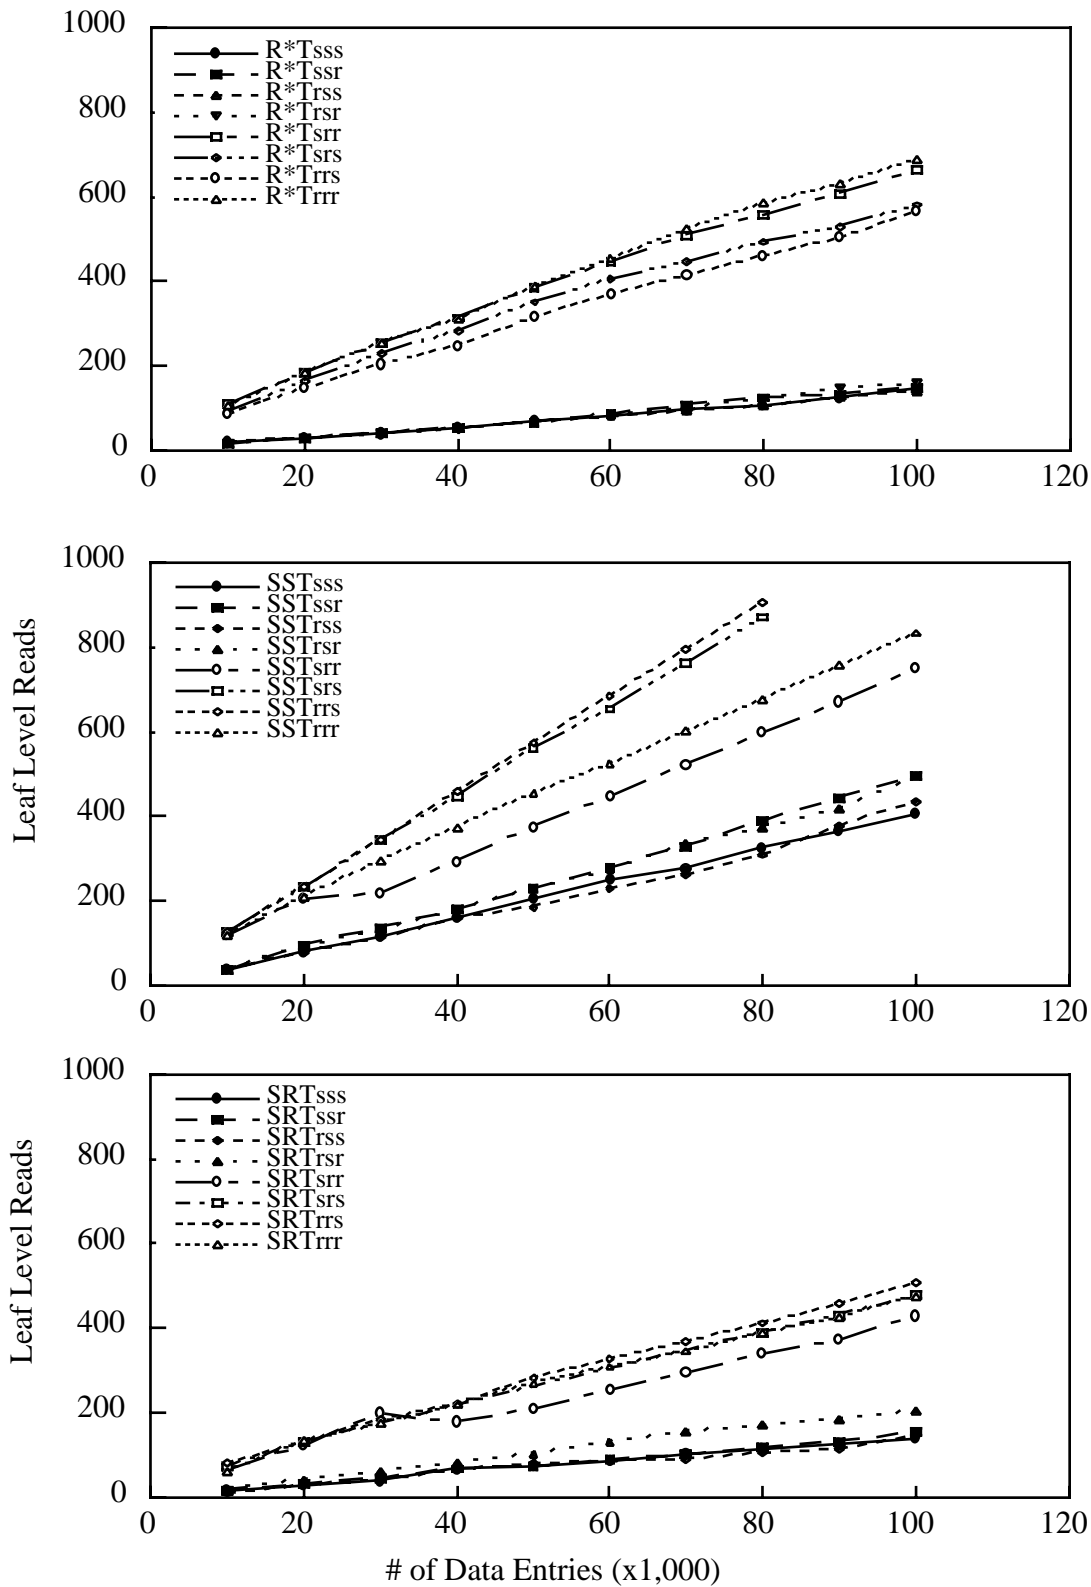 1000
800
600
400
200
0
R*Tsss
R*Tssr
R*Trss
R*Trsr
R*Tsrr
R*Tsrs
R*Trrs
R*Trrr
0 20 40 60 80 100 120
Leaf Level Reads
1000
800
600
400
200
0
SSTsss
SSTssr
SSTrss
SSTrsr
SSTsrr
SSTsrs
SSTrrs
SSTrrr
0 20 40 60 80 100 120
Leaf Level Reads
1000
800
600
400
200
0
SRTsss
SRTssr
SRTrss
SRTrsr
SRTsrr
SRTsrs
SRTrrs
SRTrrr
0 20 40 60 80 100 120
# of Data Entries (x1,000)